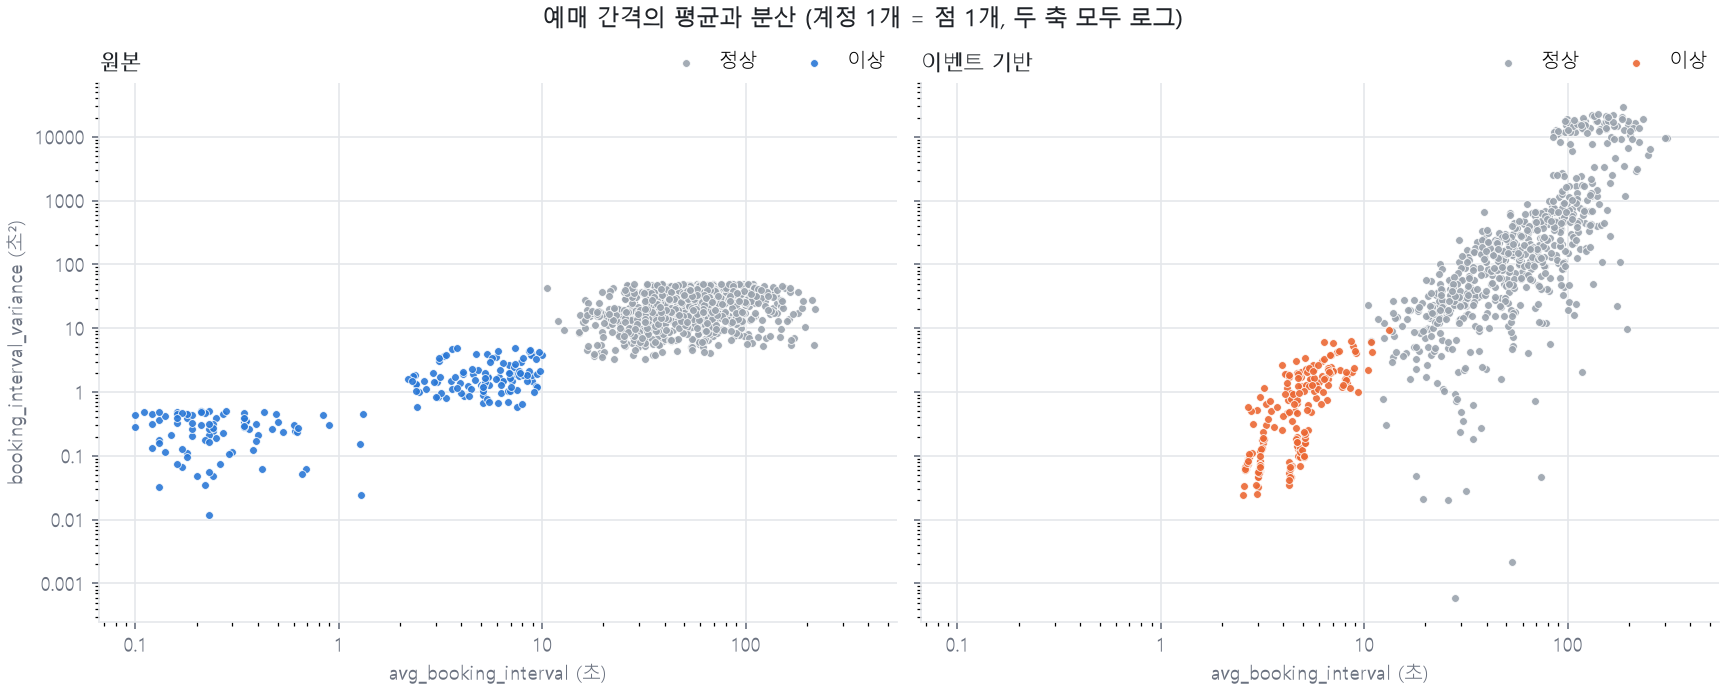 예매 간격의 평균과 분산 (계정 1개 = 점 1개, 두 축 모두 로그)
원본
정상 이상
이벤트 기반
정상 이상
booking_interval_variance (초²)
10000
1000
100
10
1
0.1
0.01
0.001
0.1 1 10 100
avg_booking_interval (초)
0.1 1 10 100
avg_booking_interval (초)